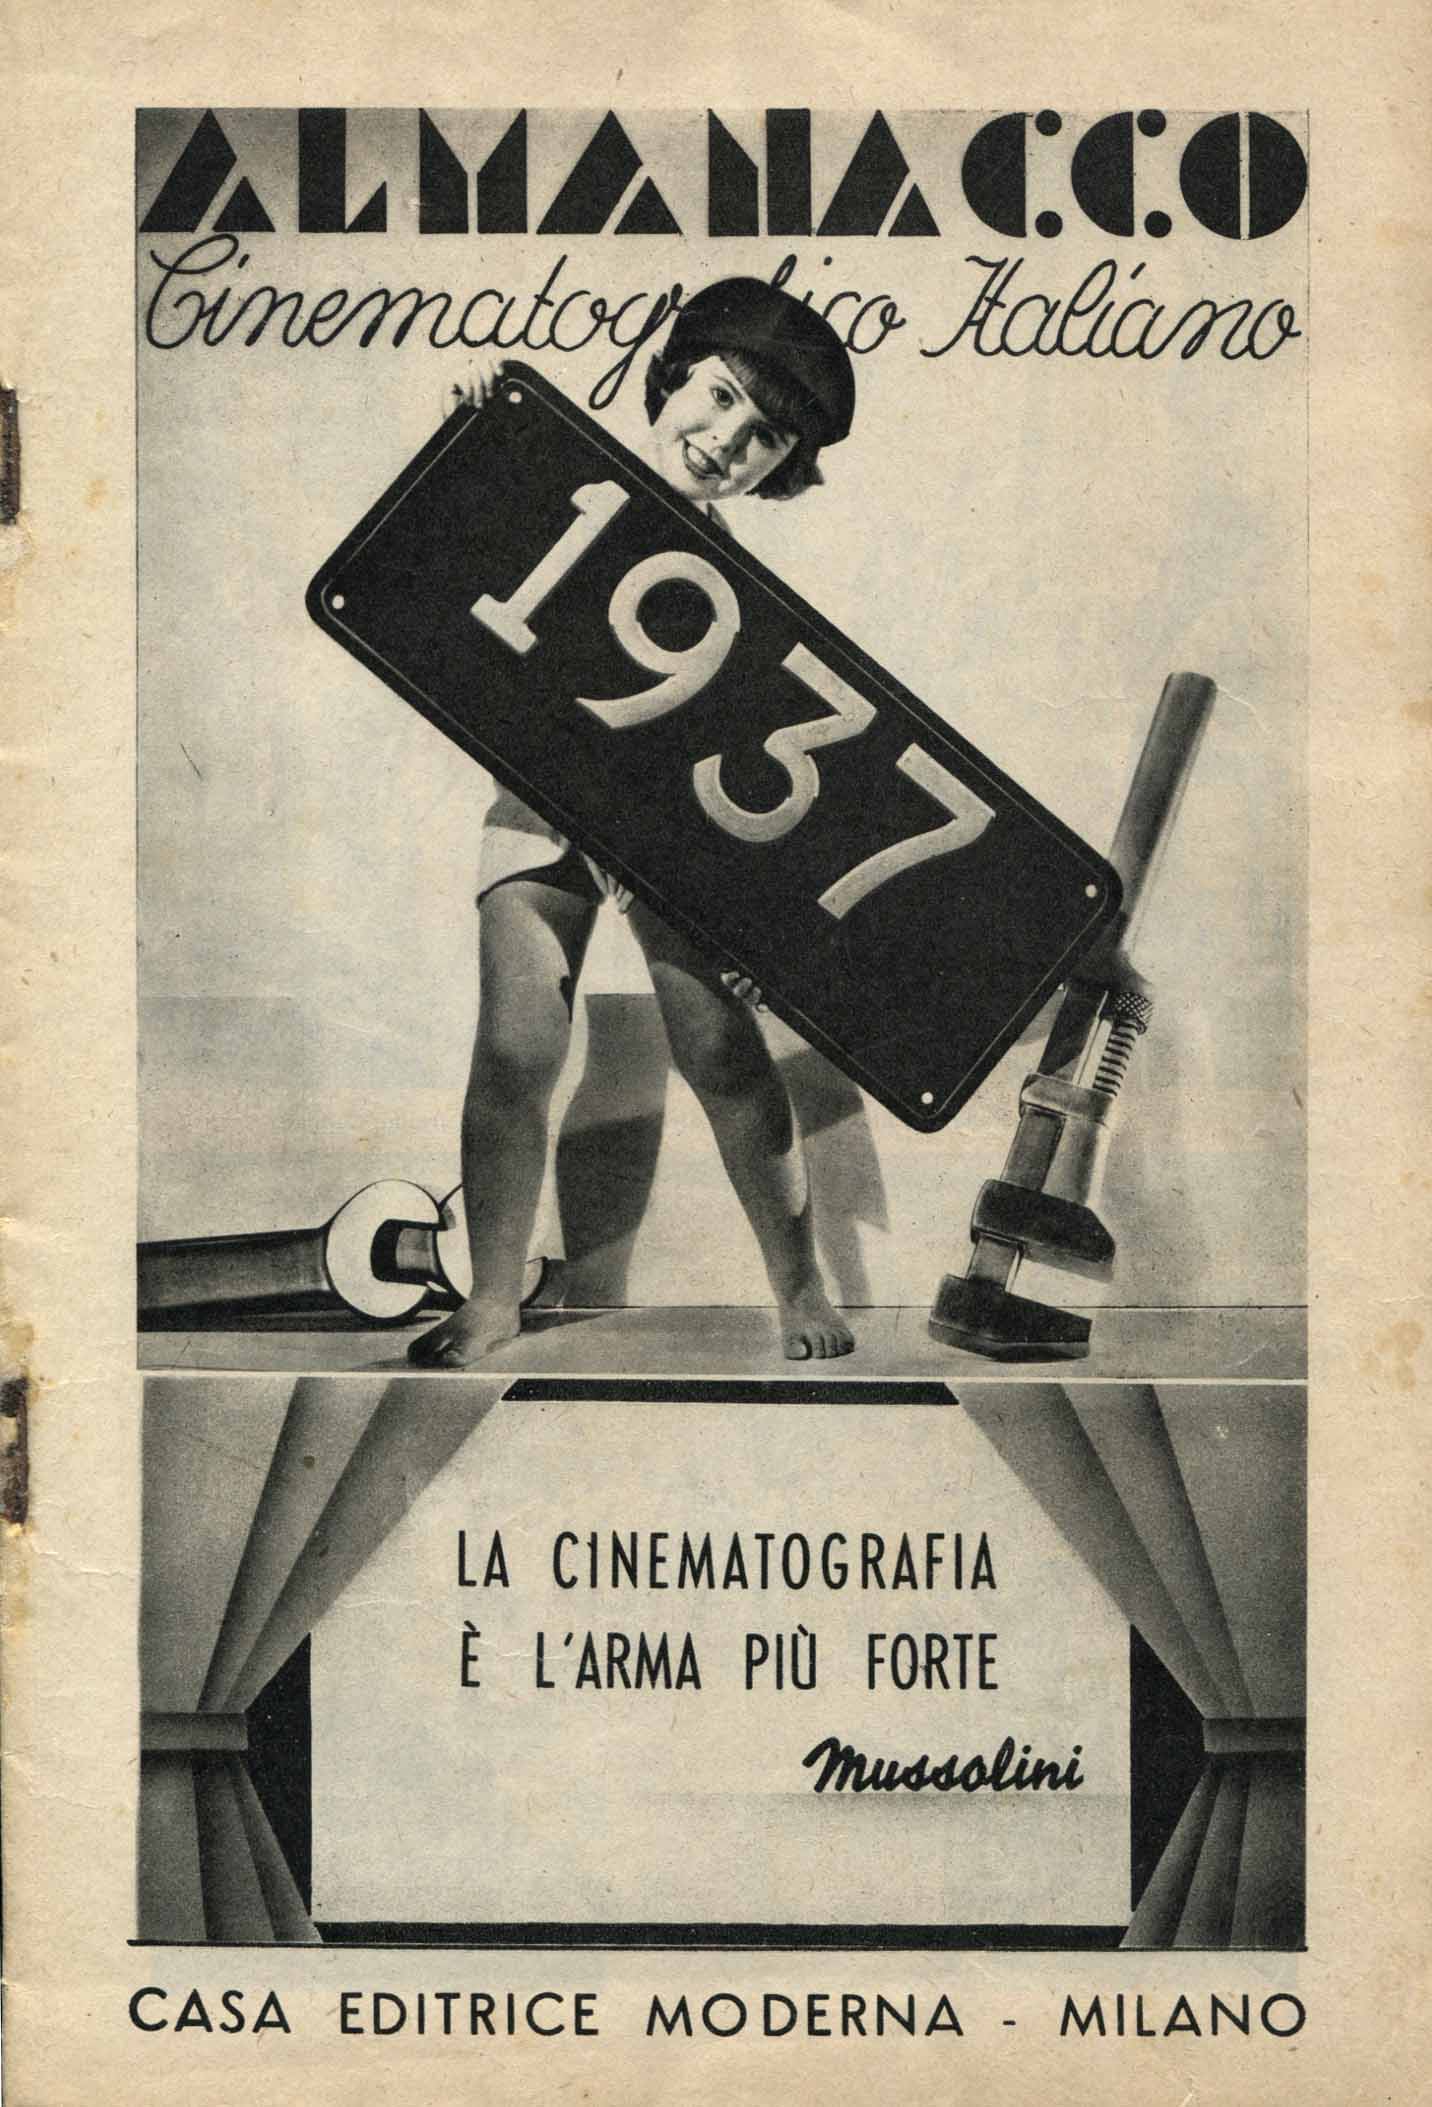 ALMANACCO
Cinematografico Italiano
1937
LA CINEMATOGRAFIA
È L'ARMA PIÙ FORTE
Mussolini
CASA EDITRICE MODERNA - MILANO